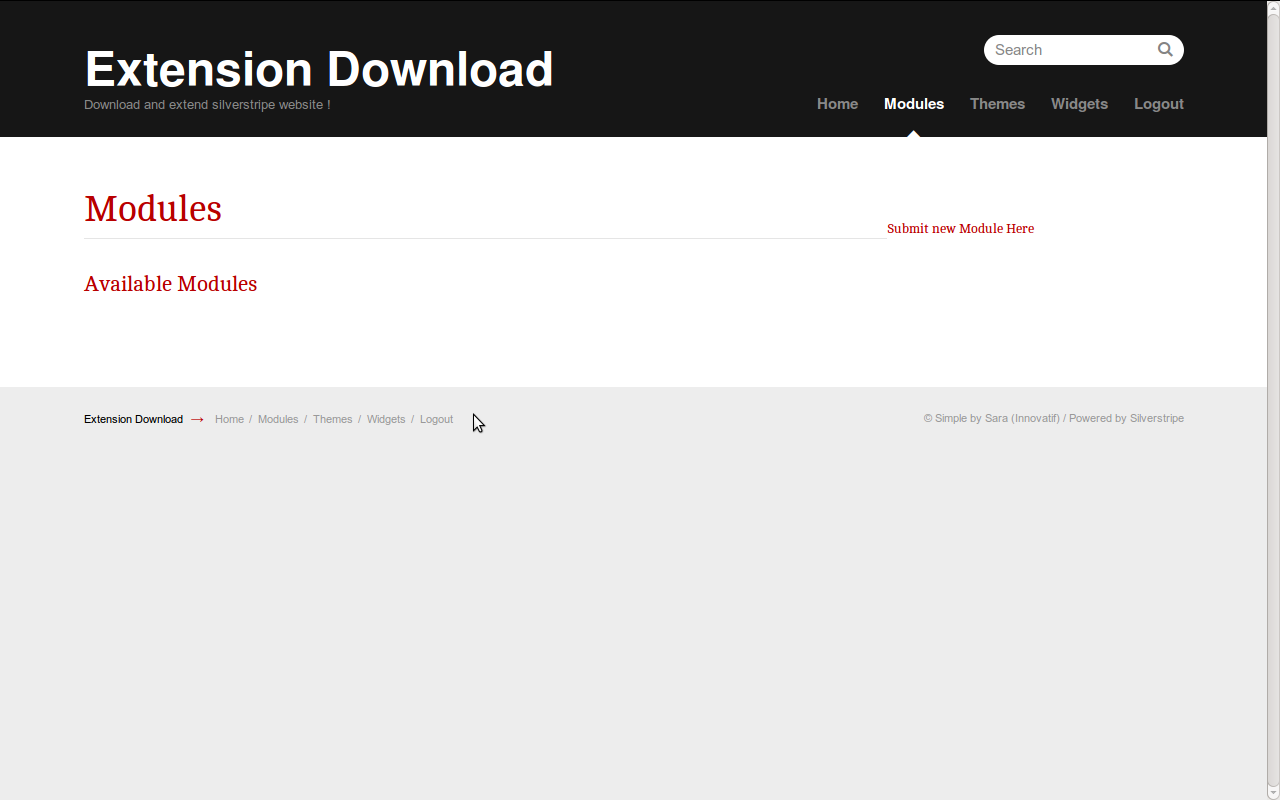 Extension Download
Download and extend silverstripe website !
Search
Home Modules Themes Widgets Logout
Modules
Submit new Module Here
Available Modules
Extension Download → Home / Modules / Themes / Widgets / Logout
© Simple by Sara (Innovatif) / Powered by Silverstripe